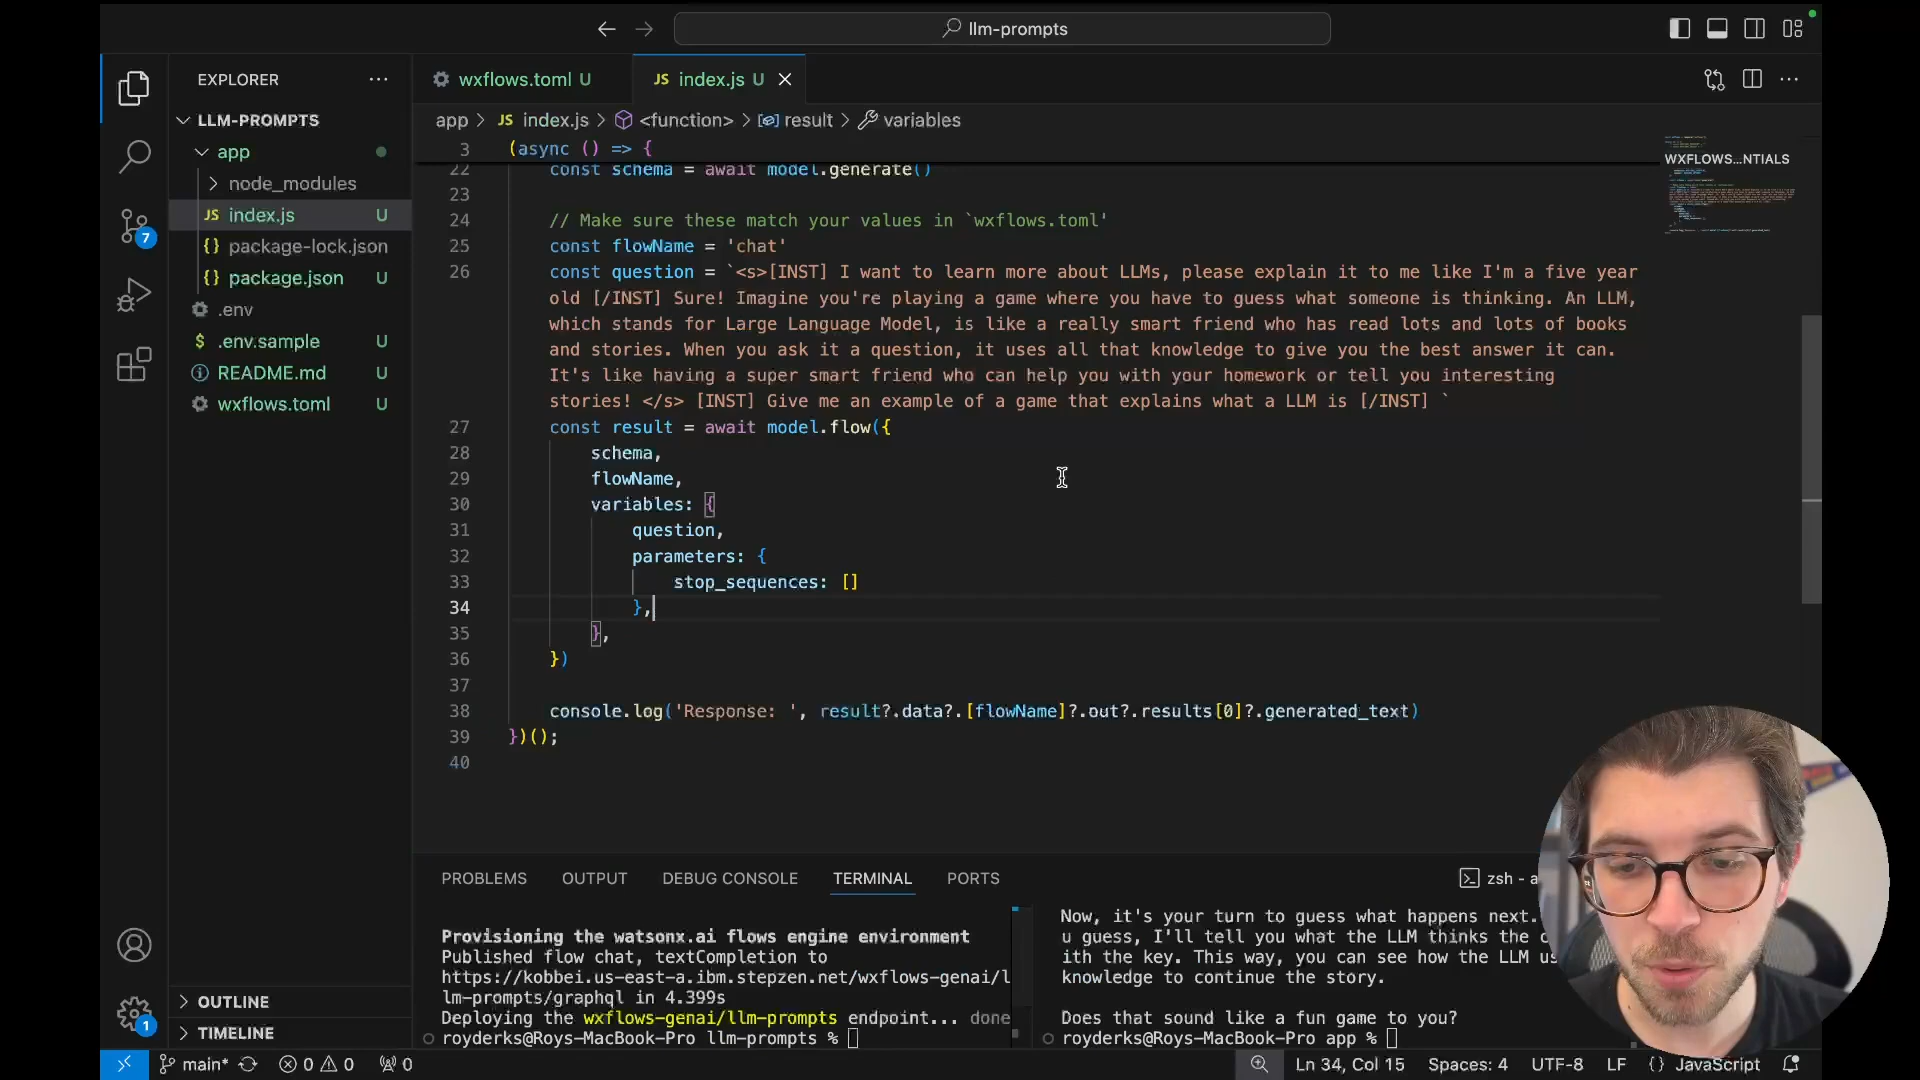 llm-prompts
EXPLORER
wxflows.toml U
JS index.js U
LLM-PROMPTS
app > JS index.js > <function> > result > variables
app
node_modules
JS index.js U
{} package-lock.json
{} package.json U
.env
$ .env.sample U
README.md U
wxflows.toml U
OUTLINE
TIMELINE
7
1
3 (async () => {
22 const schema = await model.generate()
23
24 // Make sure these match your values in `wxflows.toml'
25 const flowName = 'chat'
26 const question = `<s>[INST] I want to learn more about LLMs, please explain it to me like I'm a five year
old [/INST] Sure! Imagine you're playing a game where you have to guess what someone is thinking. An LLM,
which stands for Large Language Model, is like a really smart friend who has read lots and lots of books
and stories. When you ask it a question, it uses all that knowledge to give you the best answer it can.
It's like having a super smart friend who can help you with your homework or tell you interesting
stories! </s> [INST] Give me an example of a game that explains what a LLM is [/INST] `
27 const result = await model.flow({
28 schema,
29 flowName,
30 variables: {
31 question,
32 parameters: {
33 stop_sequences: []
34 },
35 },
36 })
37
38 console.log('Response: ', result?.data?.[flowName]?.out?.results[0]?.generated_text)
39 })();
40
WXFLOWS...NTIALS
PROBLEMS OUTPUT DEBUG CONSOLE TERMINAL PORTS
zsh - a
Provisioning the watsonx.ai flows engine environment
Published flow chat, textCompletion to
https://kobbei.us-east-a.ibm.stepzen.net/wxflows-genai/l
lm-prompts/graphql in 4.399s
Deploying the wxflows-genai/llm-prompts endpoint... done
royderks@Roys-MacBook-Pro llm-prompts %
Now, it's your turn to guess what happens next.
u guess, I'll tell you what the LLM thinks the c
ith the key. This way, you can see how the LLM us
knowledge to continue the story.
Does that sound like a fun game to you?
royderks@Roys-MacBook-Pro app %
main* 0 0 0 Ln 34, Col 15 Spaces: 4 UTF-8 LF {} JavaScript